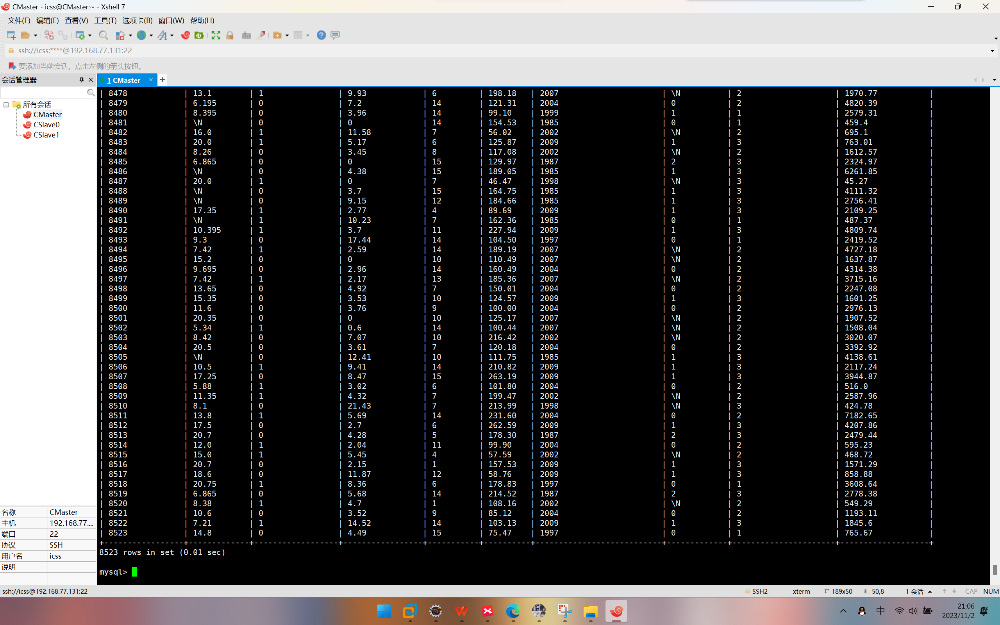 CMaster - icss@CMaster:~ - Xshell 7
文件(F) 编辑(E) 查看(V) 工具(T) 选项卡(B) 窗口(W) 帮助(H)
ssh://icss:****@192.168.77.131:22
要添加当前会话，点击左侧的箭头按钮。
会话管理器
1 CMaster
所有会话
CMaster
CSlave0
CSlave1
| 8478 | 13.1 | 1 | 9.93 | 6 | 198.18 | 2007 | \N | 2 | 1970.77 |
| 8479 | 6.195 | 0 | 7.2 | 14 | 121.31 | 2004 | 0 | 2 | 4820.39 |
| 8480 | 8.395 | 0 | 3.96 | 14 | 99.10 | 1999 | 1 | 1 | 2579.31 |
| 8481 | \N | 0 | 0 | 14 | 154.53 | 1985 | 0 | 1 | 459.4 |
| 8482 | 16.0 | 1 | 11.58 | 7 | 56.02 | 2002 | \N | 2 | 695.1 |
| 8483 | 20.0 | 1 | 5.17 | 6 | 125.87 | 2009 | 1 | 3 | 763.01 |
| 8484 | 8.26 | 0 | 3.45 | 8 | 117.08 | 2002 | \N | 2 | 1612.57 |
| 8485 | 6.865 | 0 | 0 | 15 | 129.97 | 1987 | 2 | 3 | 2324.97 |
| 8486 | \N | 0 | 4.38 | 15 | 189.05 | 1985 | 1 | 3 | 6261.85 |
| 8487 | 20.0 | 1 | 0 | 7 | 46.47 | 1998 | \N | 3 | 45.27 |
| 8488 | \N | 0 | 3.7 | 15 | 164.75 | 1985 | 1 | 3 | 4111.32 |
| 8489 | \N | 0 | 9.15 | 12 | 184.66 | 1985 | 1 | 3 | 2756.41 |
| 8490 | 17.35 | 1 | 2.77 | 4 | 89.69 | 2009 | 1 | 3 | 2109.25 |
| 8491 | \N | 1 | 10.23 | 7 | 162.36 | 1985 | 0 | 1 | 487.37 |
| 8492 | 10.395 | 1 | 3.7 | 11 | 227.94 | 2009 | 1 | 3 | 4809.74 |
| 8493 | 9.3 | 0 | 17.44 | 14 | 104.50 | 1997 | 0 | 1 | 2419.52 |
| 8494 | 7.42 | 1 | 2.59 | 14 | 189.19 | 2007 | \N | 2 | 4727.18 |
| 8495 | 15.2 | 0 | 0 | 10 | 110.49 | 2007 | \N | 2 | 1637.87 |
| 8496 | 9.695 | 0 | 2.96 | 14 | 160.49 | 2004 | 0 | 2 | 4314.38 |
| 8497 | 7.42 | 1 | 2.17 | 13 | 185.36 | 2007 | \N | 2 | 3715.16 |
| 8498 | 13.65 | 0 | 4.92 | 7 | 150.01 | 2004 | 0 | 2 | 2247.08 |
| 8499 | 15.35 | 0 | 3.53 | 10 | 124.57 | 2009 | 1 | 3 | 1601.25 |
| 8500 | 11.6 | 0 | 3.76 | 9 | 100.00 | 2004 | 0 | 2 | 2976.13 |
| 8501 | 20.35 | 0 | 0 | 10 | 125.17 | 2007 | \N | 2 | 1907.52 |
| 8502 | 5.34 | 1 | 0.6 | 14 | 100.44 | 2007 | \N | 2 | 1508.04 |
| 8503 | 8.42 | 0 | 7.07 | 10 | 216.42 | 2002 | \N | 2 | 3020.07 |
| 8504 | 20.5 | 0 | 3.61 | 7 | 120.18 | 2004 | 0 | 2 | 3392.92 |
| 8505 | \N | 0 | 12.41 | 10 | 111.75 | 1985 | 1 | 3 | 4138.61 |
| 8506 | 10.5 | 1 | 9.41 | 14 | 210.82 | 2009 | 1 | 3 | 2117.24 |
| 8507 | 17.25 | 0 | 8.47 | 15 | 263.19 | 2009 | 1 | 3 | 3944.87 |
| 8508 | 5.88 | 1 | 3.02 | 6 | 101.80 | 2004 | 0 | 2 | 516.0 |
| 8509 | 11.35 | 1 | 4.32 | 7 | 199.47 | 2002 | \N | 2 | 2587.96 |
| 8510 | 8.1 | 0 | 21.43 | 7 | 213.99 | 1998 | \N | 3 | 424.78 |
| 8511 | 13.8 | 1 | 5.69 | 14 | 231.60 | 2004 | 0 | 2 | 7182.65 |
| 8512 | 17.5 | 0 | 2.7 | 6 | 262.59 | 2009 | 1 | 3 | 4207.86 |
| 8513 | 20.7 | 0 | 4.28 | 5 | 178.30 | 1987 | 2 | 3 | 2479.44 |
| 8514 | 12.0 | 1 | 2.04 | 11 | 99.90 | 2004 | 0 | 2 | 595.23 |
| 8515 | 15.0 | 1 | 5.45 | 4 | 57.59 | 2002 | \N | 2 | 468.72 |
| 8516 | 20.7 | 0 | 2.15 | 1 | 157.53 | 2009 | 1 | 3 | 1571.29 |
| 8517 | 18.6 | 0 | 11.87 | 12 | 58.76 | 2009 | 1 | 3 | 858.88 |
| 8518 | 20.75 | 1 | 8.36 | 6 | 178.83 | 1997 | 0 | 1 | 3608.64 |
| 8519 | 6.865 | 0 | 5.68 | 14 | 214.52 | 1987 | 2 | 3 | 2778.38 |
| 8520 | 8.38 | 1 | 4.7 | 1 | 108.16 | 2002 | \N | 2 | 549.29 |
| 8521 | 10.6 | 0 | 3.52 | 9 | 85.12 | 2004 | 0 | 2 | 1193.11 |
| 8522 | 7.21 | 1 | 14.52 | 14 | 103.13 | 2009 | 1 | 3 | 1845.6 |
| 8523 | 14.8 | 0 | 4.49 | 15 | 75.47 | 1997 | 0 | 1 | 765.67 |
8523 rows in set (0.01 sec)
mysql>
名称 CMaster
主机 192.168.77....
端口 22
协议 SSH
用户名 icss
说明
ssh://icss@192.168.77.131:22 SSH2 xterm 189x50 50,8 1 会话 CAP NUM
中 21:06
2023/11/2